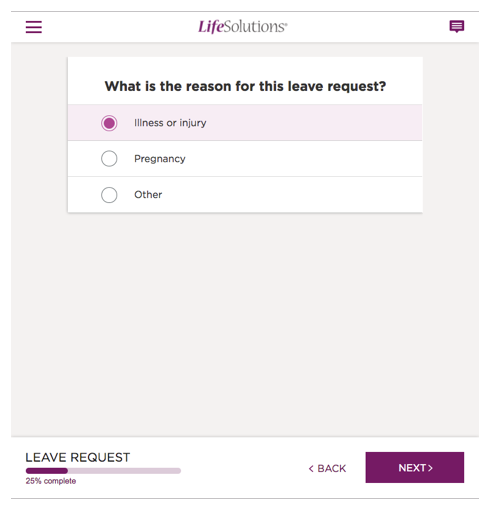 LifeSolutions®
What is the reason for this leave request?
Illness or injury
Pregnancy
Other
LEAVE REQUEST
25% complete
< BACK
NEXT >